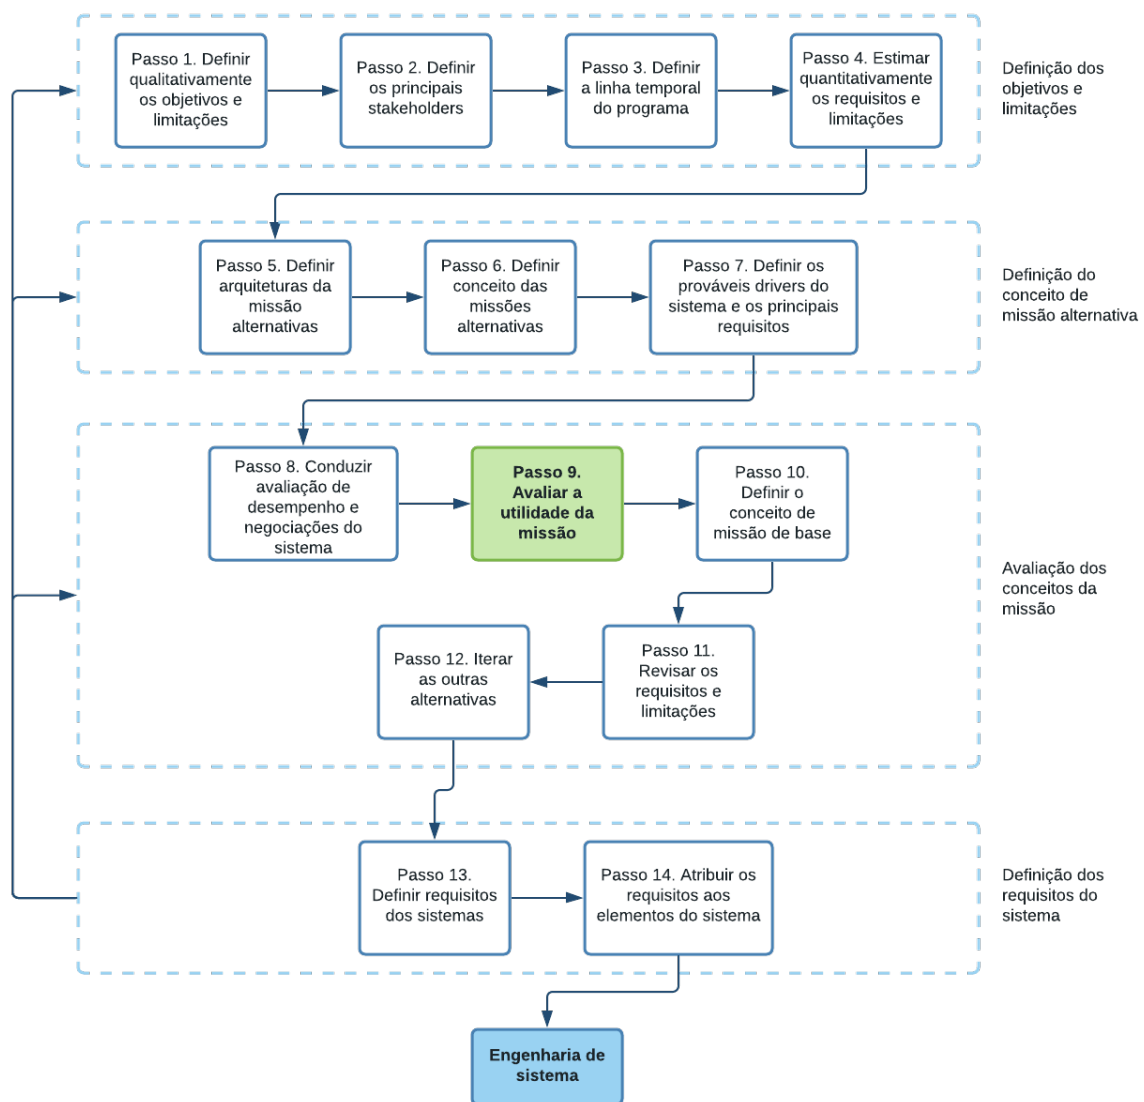 Passo 1. Definir
qualitativamente
os objetivos e
limitações
Passo 2. Definir
os principais
stakeholders
Passo 3. Definir
a linha temporal
do programa
Passo 4. Estimar
quantitativamente
os requisitos e
limitações
Definição dos
objetivos e
limitações
Passo 5. Definir
arquiteturas da
missão
alternativas
Passo 6. Definir
conceito das
missões
alternativas
Passo 7. Definir os
prováveis drivers do
sistema e os principais
requisitos
Definição do
conceito de
missão alternativa
Passo 8. Conduzir
avaliação de
desempenho e
negociações do
sistema
Passo 9.
Avaliar a
utilidade da
missão
Passo 10.
Definir o
conceito de
missão de base
Avaliação dos
conceitos da
missão
Passo 11.
Revisar os
requisitos e
limitações
Passo 12. Iterar
as outras
alternativas
Passo 13.
Definir requisitos
dos sistemas
Passo 14. Atribuir os
requisitos aos
elementos do sistema
Definição dos
requisitos do
sistema
Engenharia de
sistema